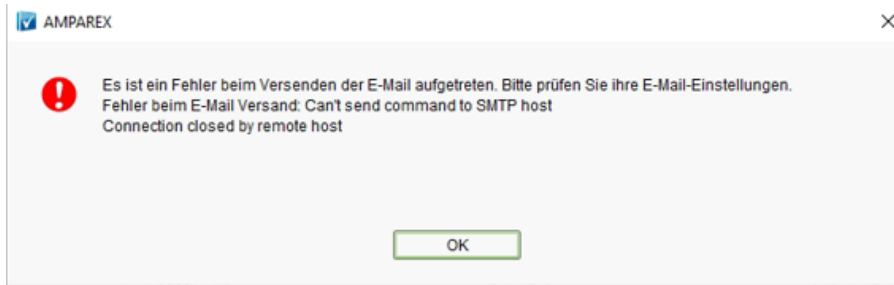 AMPAREX
Es ist ein Fehler beim Versenden der E-Mail aufgetreten. Bitte prüfen Sie ihre E-Mail-Einstellungen.
Fehler beim E-Mail Versand: Can't send command to SMTP host
Connection closed by remote host
OK